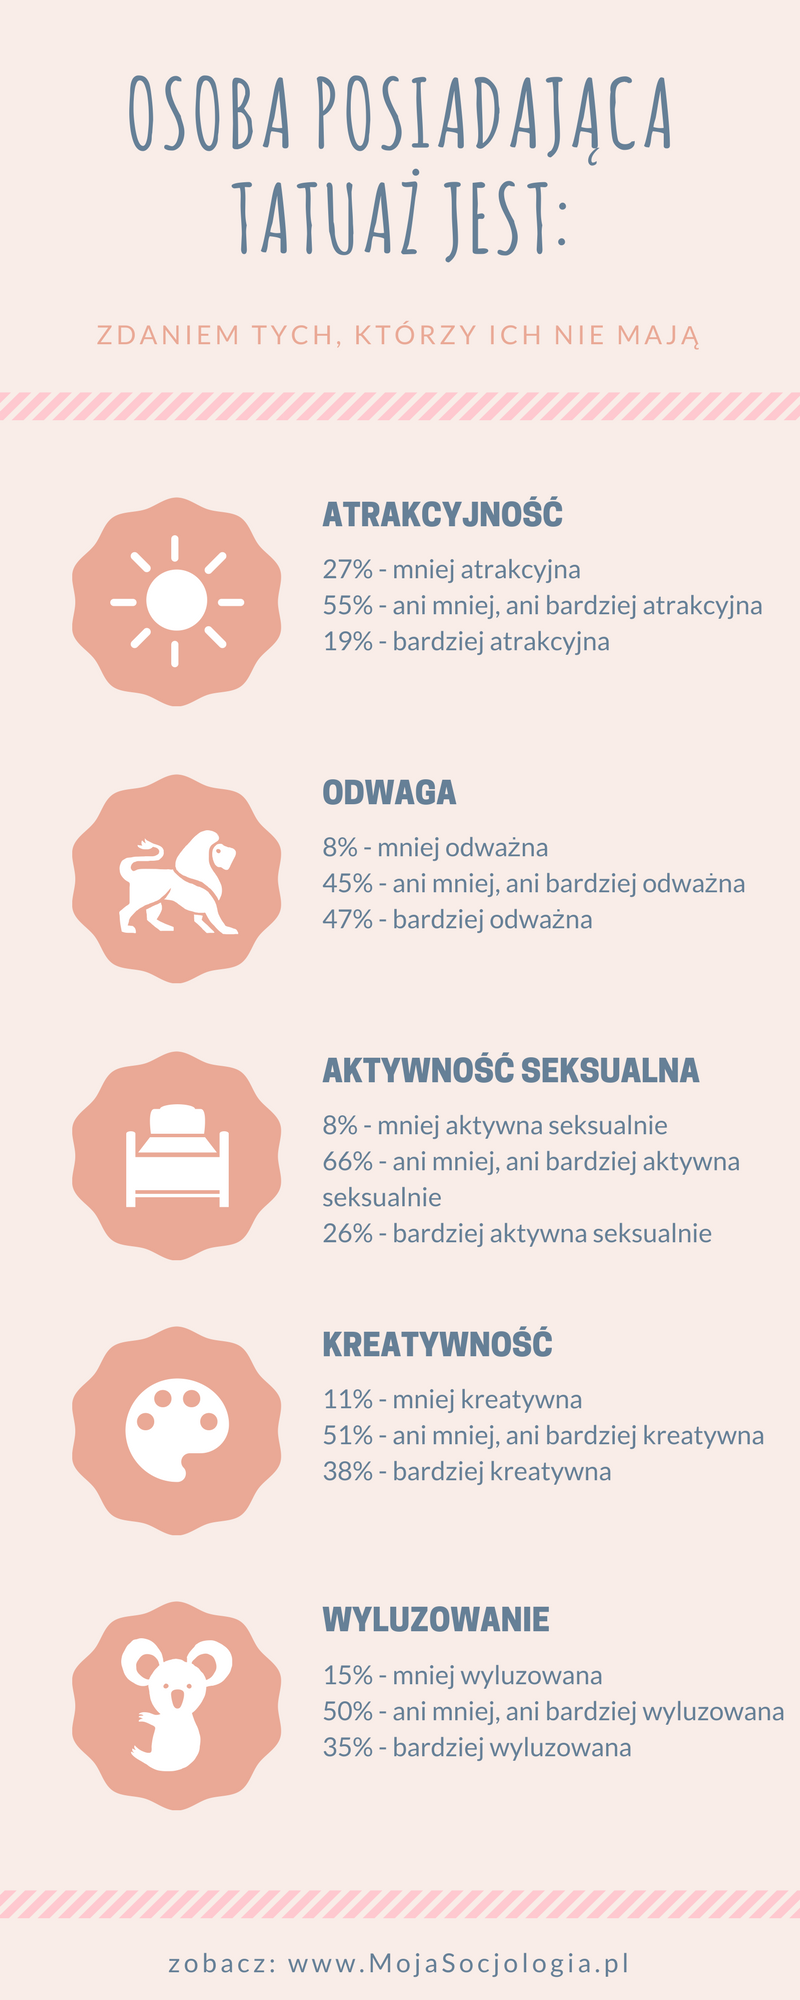 OSOBA POSIADAJĄCA
TATUAŻ JEST:
ZDANIEM TYCH, KTÓRZY ICH NIE MAJĄ
ATRAKCYJNOŚĆ
27% - mniej atrakcyjna
55% - ani mniej, ani bardziej atrakcyjna
19% - bardziej atrakcyjna
ODWAGA
8% - mniej odważna
45% - ani mniej, ani bardziej odważna
47% - bardziej odważna
AKTYWNOŚĆ SEKSUALNA
8% - mniej aktywna seksualnie
66% - ani mniej, ani bardziej aktywna
seksualnie
26% - bardziej aktywna seksualnie
KREATYWNOŚĆ
11% - mniej kreatywna
51% - ani mniej, ani bardziej kreatywna
38% - bardziej kreatywna
WYLUZOWANIE
15% - mniej wyluzowana
50% - ani mniej, ani bardziej wyluzowana
35% - bardziej wyluzowana
zobacz: www.MojaSocjologia.pl